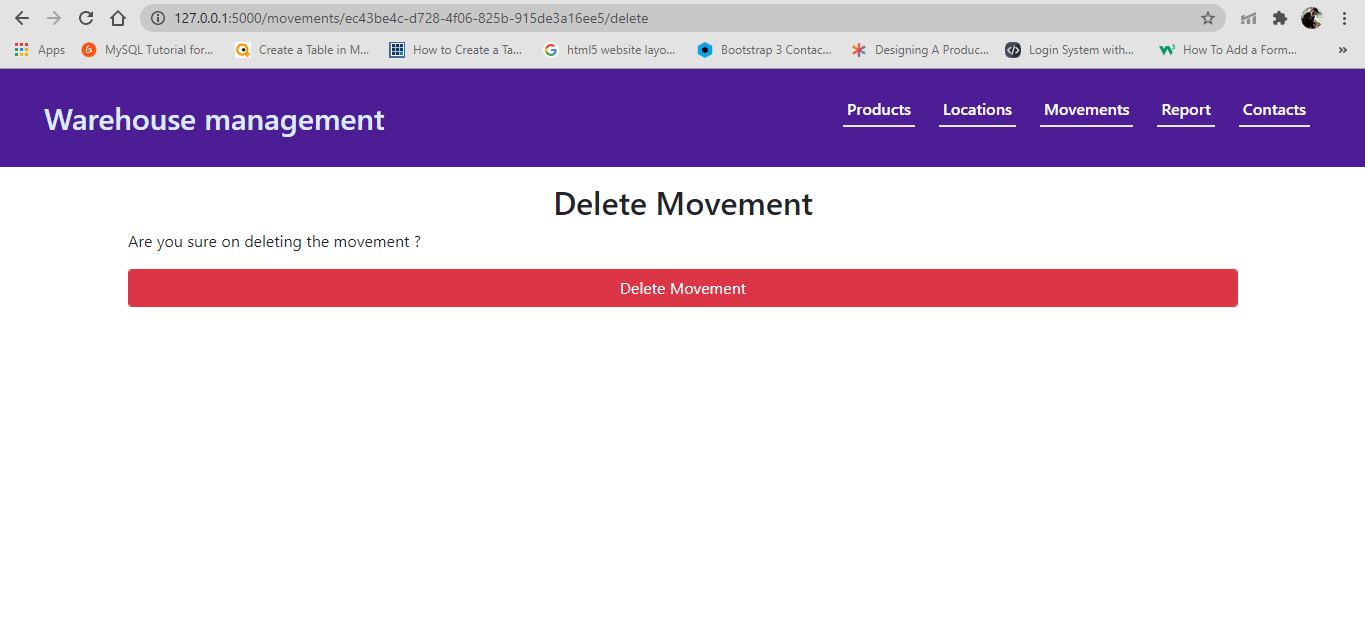 127.0.0.1:5000/movements/ec43be4c-d728-4f06-825b-915de3a16ee5/delete
Apps MySQL Tutorial for... Create a Table in M... How to Create a Ta... html5 website layo... Bootstrap 3 Contac... Designing A Produc... Login System with... How To Add a Form... »
Warehouse management Products Locations Movements Report Contacts
Delete Movement
Are you sure on deleting the movement ?
Delete Movement